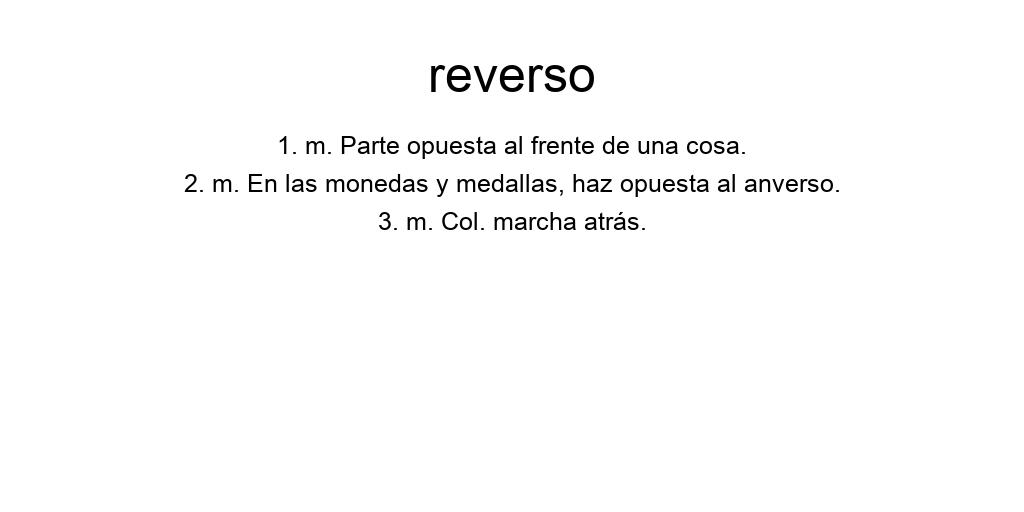 reverso
1. m. Parte opuesta al frente de una cosa.
2. m. En las monedas y medallas, haz opuesta al anverso.
3. m. Col. marcha atrás.